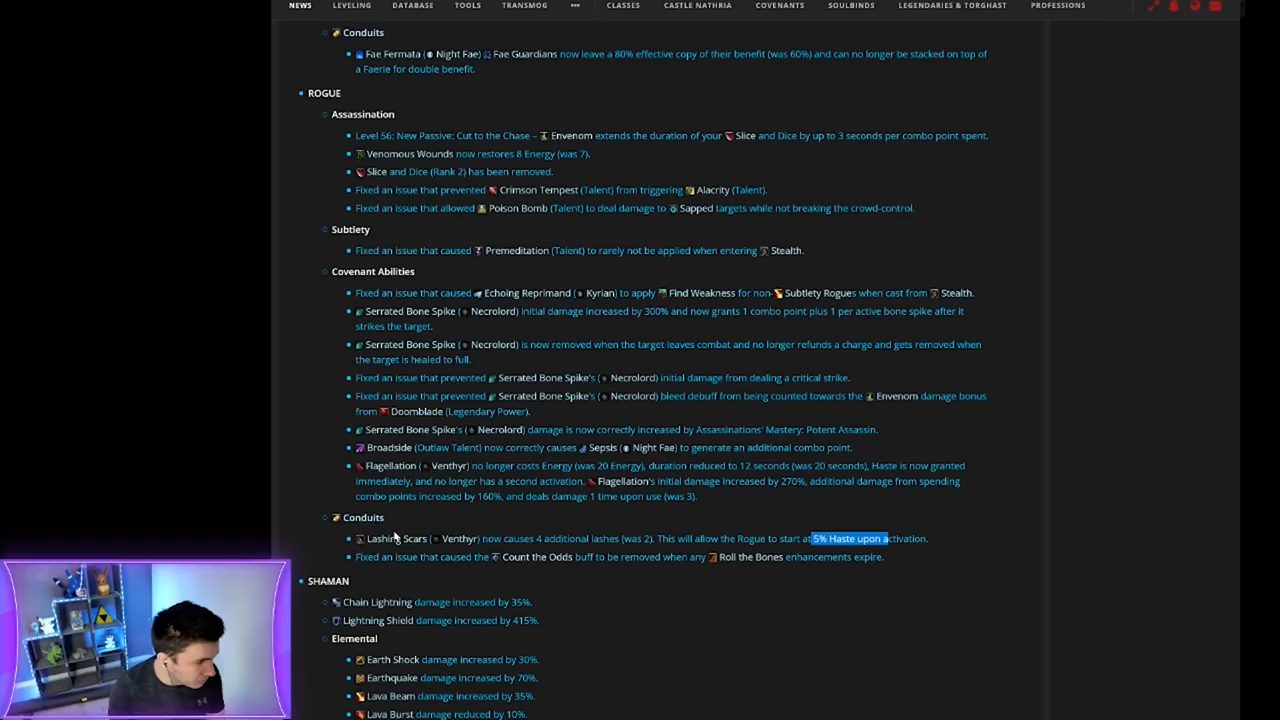 NEWS LEVELING DATABASE TOOLS TRANSMOG ••• CLASSES CASTLE NATHRIA COVENANTS SOULBINDS LEGENDARIES & TORGHAST PROFESSIONS
Conduits
Fae Fermata (Night Fae) Fae Guardians now leave a 80% effective copy of their benefit (was 60%) and can no longer be stacked on top of
a Faerie for double benefit.
ROGUE
Assassination
Level 56: New Passive: Cut to the Chase – Envenom extends the duration of your Slice and Dice by up to 3 seconds per combo point spent.
Venomous Wounds now restores 8 Energy (was 7).
Slice and Dice (Rank 2) has been removed.
Fixed an issue that prevented Crimson Tempest (Talent) from triggering Alacrity (Talent).
Fixed an issue that allowed Poison Bomb (Talent) to deal damage to Sapped targets while not breaking the crowd-control.
Subtlety
Fixed an issue that caused Premeditation (Talent) to rarely not be applied when entering Stealth.
Covenant Abilities
Fixed an issue that caused Echoing Reprimand (Kyrian) to apply Find Weakness for non-Subtlety Rogues when cast from Stealth.
Serrated Bone Spike (Necrolord) initial damage increased by 300% and now grants 1 combo point plus 1 per active bone spike after it
strikes the target.
Serrated Bone Spike (Necrolord) is now removed when the target leaves combat and no longer refunds a charge and gets removed when
the target is healed to full.
Fixed an issue that prevented Serrated Bone Spike's (Necrolord) initial damage from dealing a critical strike.
Fixed an issue that prevented Serrated Bone Spike's (Necrolord) bleed debuff from being counted towards the Envenom damage bonus
from Doomblade (Legendary Power).
Serrated Bone Spike's (Necrolord) damage is now correctly increased by Assassinations' Mastery: Potent Assassin.
Broadside (Outlaw Talent) now correctly causes Sepsis (Night Fae) to generate an additional combo point.
Flagellation (Venthyr) no longer costs Energy (was 20 Energy), duration reduced to 12 seconds (was 20 seconds), Haste is now granted
immediately, and no longer has a second activation. Flagellation's initial damage increased by 270%, additional damage from spending
combo points increased by 160%, and deals damage 1 time upon use (was 3).
Conduits
Lashing Scars (Venthyr) now causes 4 additional lashes (was 2). This will allow the Rogue to start at 5% Haste upon activation.
Fixed an issue that caused the Count the Odds buff to be removed when any Roll the Bones enhancements expire.
SHAMAN
Chain Lightning damage increased by 35%.
Lightning Shield damage increased by 415%.
Elemental
Earth Shock damage increased by 30%.
Earthquake damage increased by 70%.
Lava Beam damage increased by 35%.
Lava Burst damage reduced by 10%.